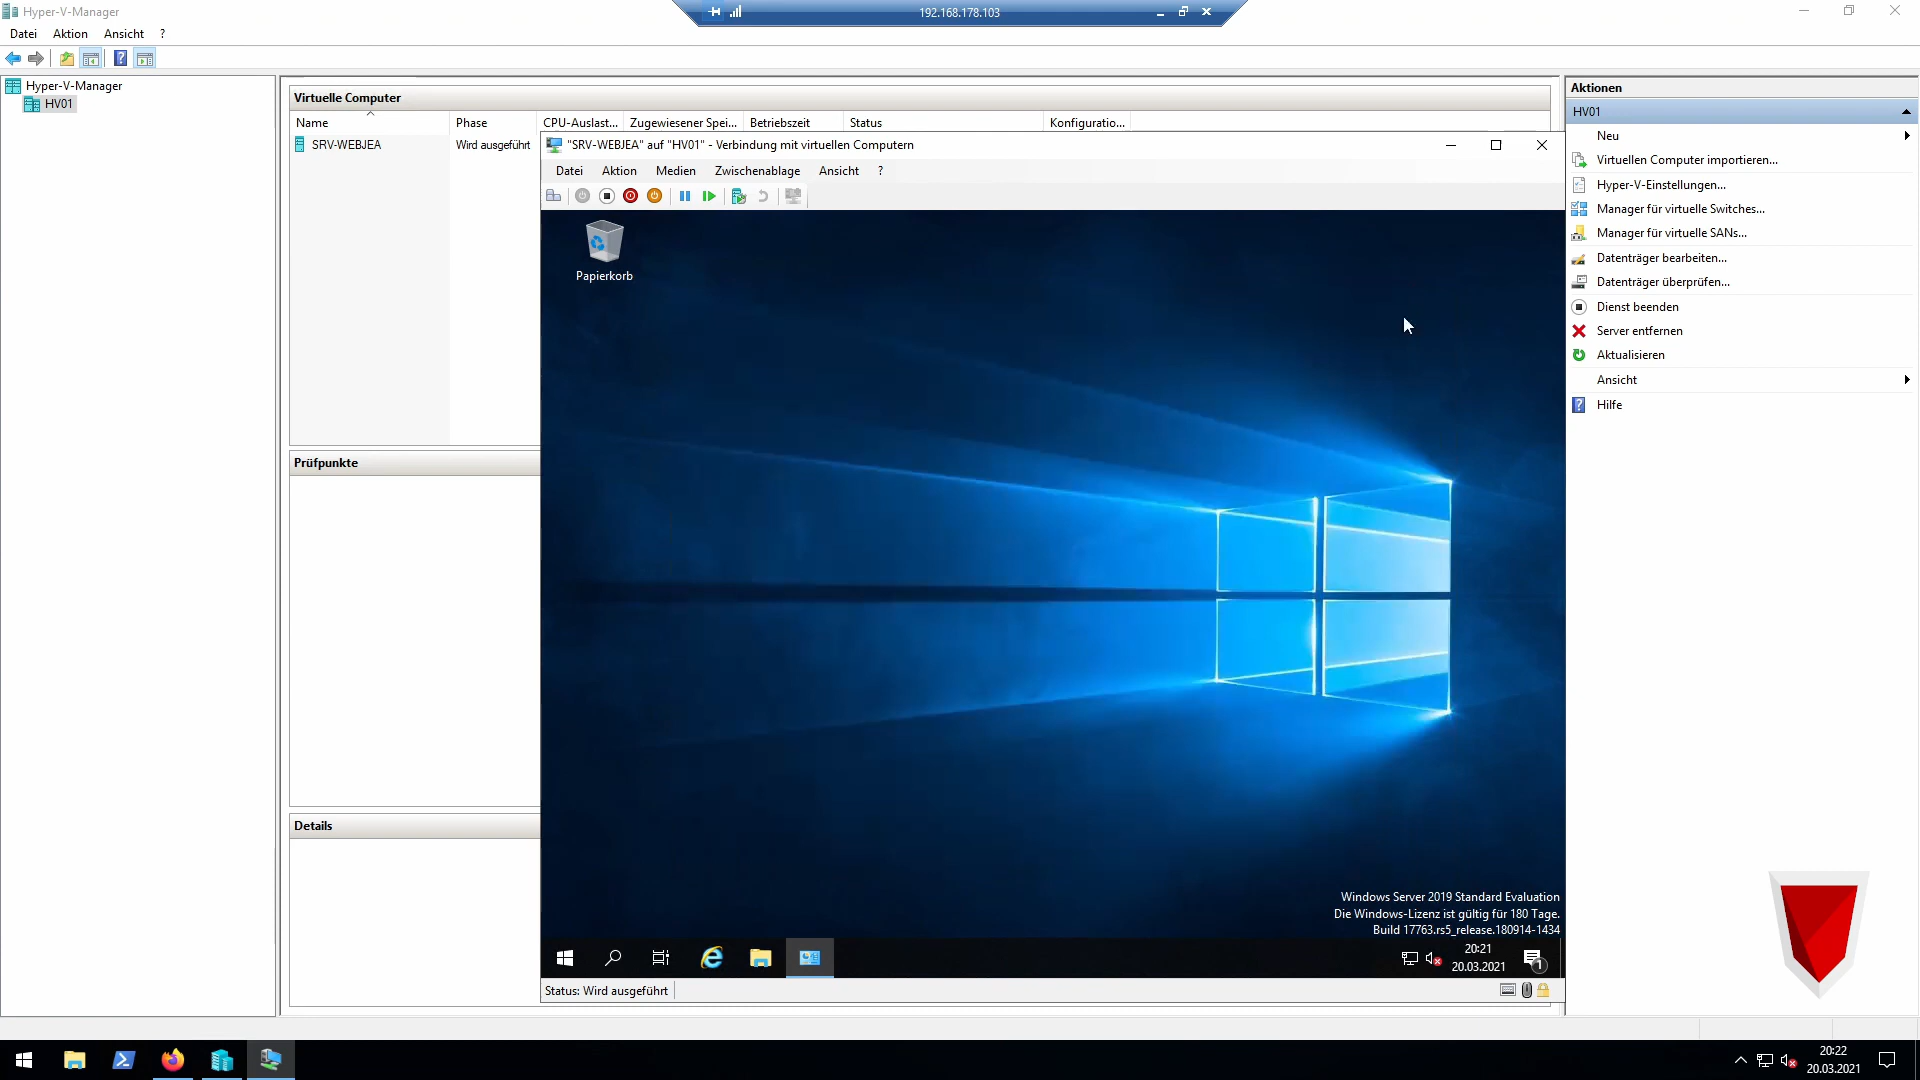 Hyper-V-Manager
192.168.178.103
Datei Aktion Ansicht ?
Hyper-V-Manager
HV01
Virtuelle Computer
Name Phase CPU-Auslast... Zugewiesener Spei... Betriebszeit Status Konfiguratio...
SRV-WEBJEA Wird ausgeführt
"SRV-WEBJEA" auf "HV01" - Verbindung mit virtuellen Computern
Datei Aktion Medien Zwischenablage Ansicht ?
Papierkorb
Windows Server 2019 Standard Evaluation
Die Windows-Lizenz ist gültig für 180 Tage.
Build 17763.rs5_release.180914-1434
20:21
20.03.2021
1
Status: Wird ausgeführt
Prüfpunkte
Details
Aktionen
HV01
Neu
Virtuellen Computer importieren...
Hyper-V-Einstellungen...
Manager für virtuelle Switches...
Manager für virtuelle SANs...
Datenträger bearbeiten...
Datenträger überprüfen...
Dienst beenden
Server entfernen
Aktualisieren
Ansicht
Hilfe
20:22
20.03.2021